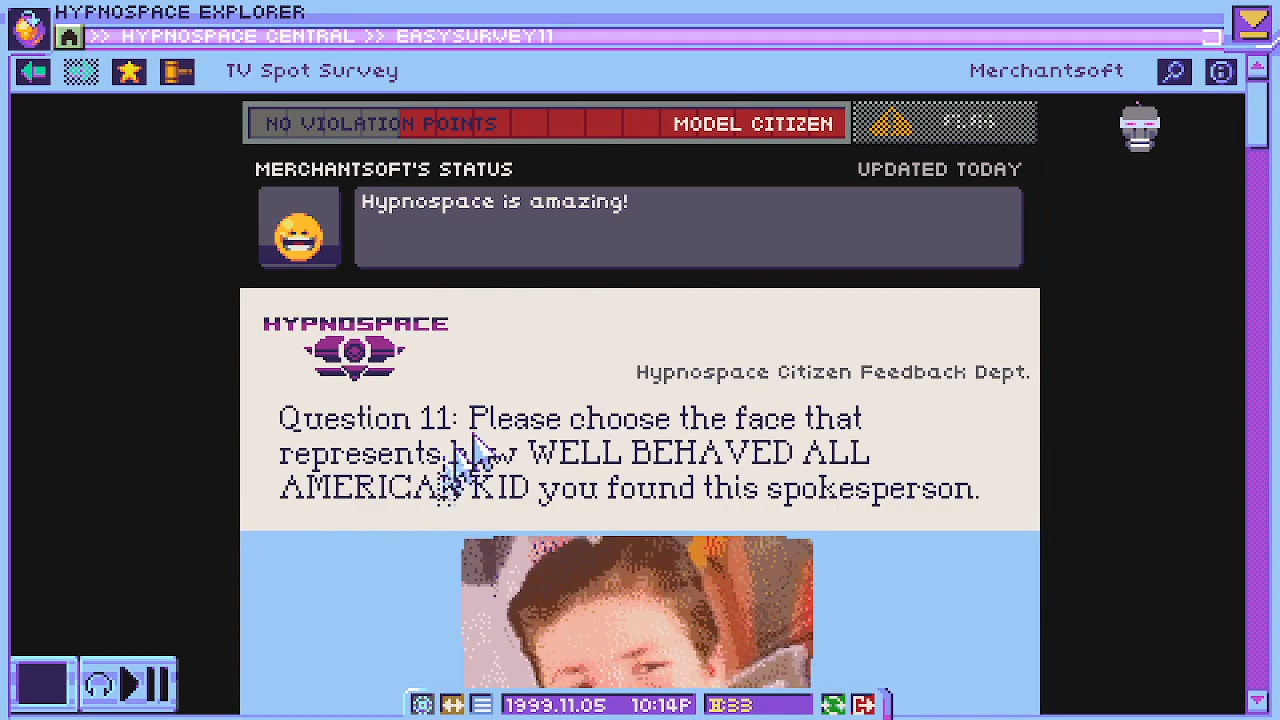 HYPNOSPACE EXPLORER
>> HYPNOSPACE CENTRAL >> EASYSURVEY11
TV Spot Survey
Merchantsoft
NO VIOLATION POINTS
MODEL CITIZEN
MERCHANTSOFT'S STATUS
UPDATED TODAY
Hypnospace is amazing!
HYPNOSPACE
Hypnospace Citizen Feedback Dept.
Question 11: Please choose the face that
represents how WELL BEHAVED ALL
AMERICAN KID you found this spokesperson.
1999.11.05 10:14P